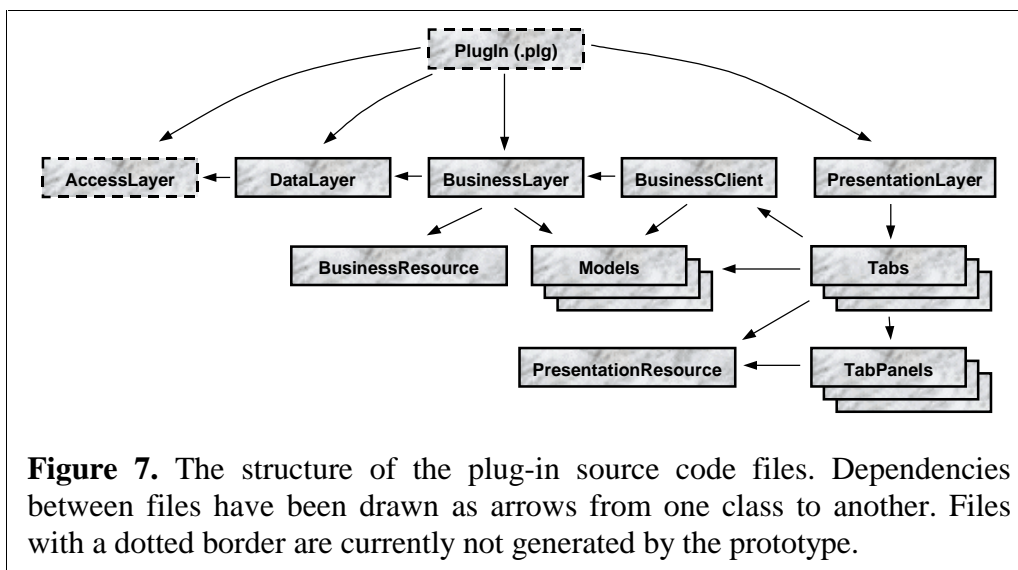 PlugIn (.plg)
AccessLayer
DataLayer
BusinessLayer
BusinessClient
PresentationLayer
BusinessResource
Models
Tabs
PresentationResource
TabPanels
Figure 7. The structure of the plug-in source code files. Dependencies
between files have been drawn as arrows from one class to another. Files
with a dotted border are currently not generated by the prototype.